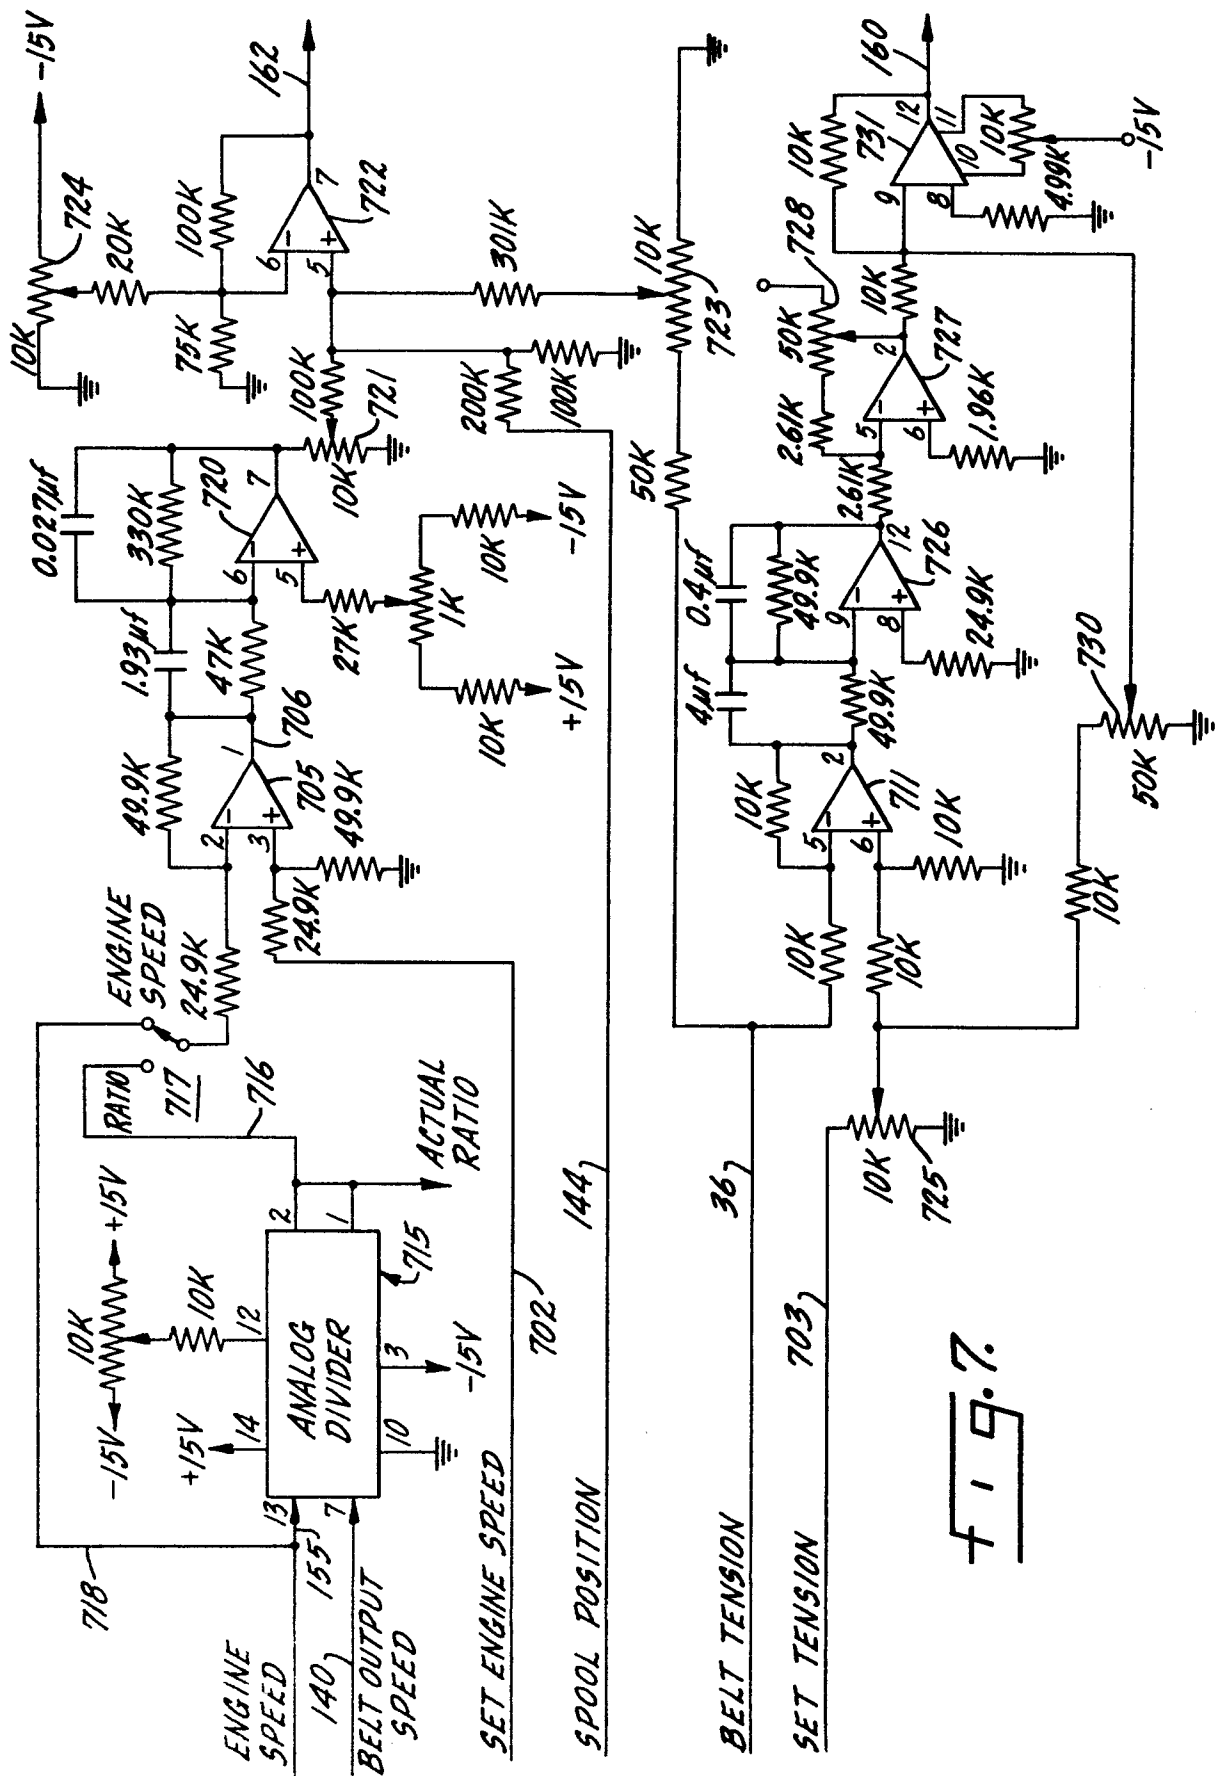 ENGINE
SPEED
718
155
13
140
BELT OUTPUT
SPEED
7
-15V
10K
+15V
+15V
14
10K
12
ANALOG
DIVIDER
10
3
-15V
715
2
1
716
ACTUAL
RATIO
RATIO
717
ENGINE
SPEED
24.9K
24.9K
SET ENGINE SPEED
702
49.9K
2
3
1
705
49.9K
706
1.93µf
47K
0.027µf
330K
6
5
7
720
27K
1K
10K
+15V
10K
-15V
10K
721
100K
10K
724
-15V
20K
75K
100K
6
5
7
722
162
301K
200K
100K
SPOOL POSITION
144
50K
10K
723
BELT TENSION
36
SET TENSION
703
10K
725
10K
10K
10K
5
6
2
711
10K
4µf
49.9K
0.4µf
49.9K
9
8
12
726
24.9K
2.61K
2.61K
50K
728
5
6
2
727
1.96K
10K
10K
9
8
731
12
11
10
160
10K
4.99K
-15V
10K
730
50K
Fig. 7.